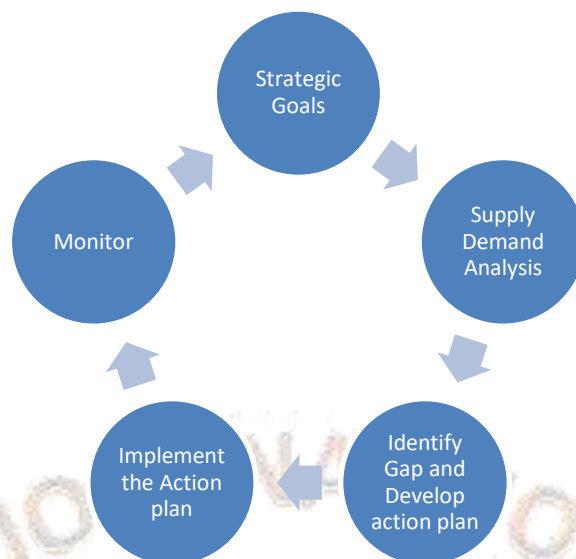 Strategic
Goals
Supply
Demand
Analysis
Identify
Gap and
Develop
action plan
Implement
the Action
plan
Monitor